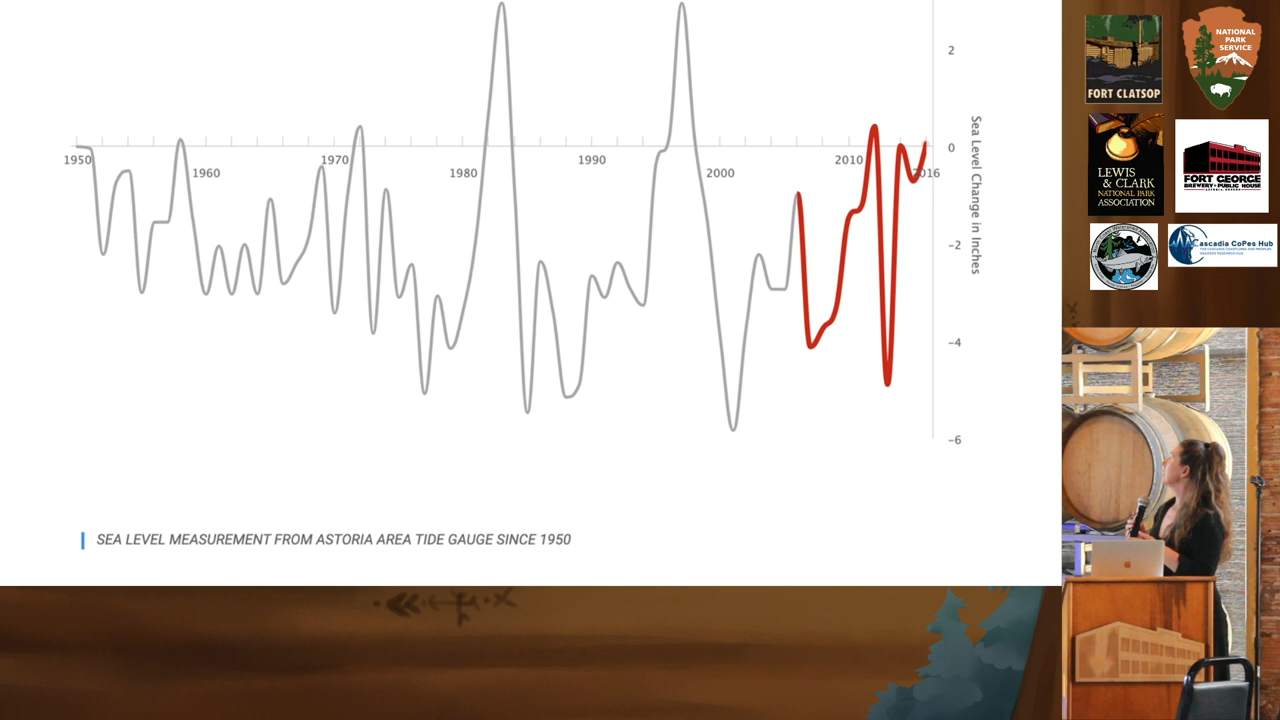 2
0
-2
-4
-6
Sea Level Change in Inches
1950
1960
1970
1980
1990
2000
2010
2016
SEA LEVEL MEASUREMENT FROM ASTORIA AREA TIDE GAUGE SINCE 1950
FORT CLATSOP
NATIONAL
PARK
SERVICE
LEWIS
& CLARK
NATIONAL PARK
ASSOCIATION
FORT GEORGE
BREWERY + PUBLIC HOUSE
Cascadia CoPes Hub